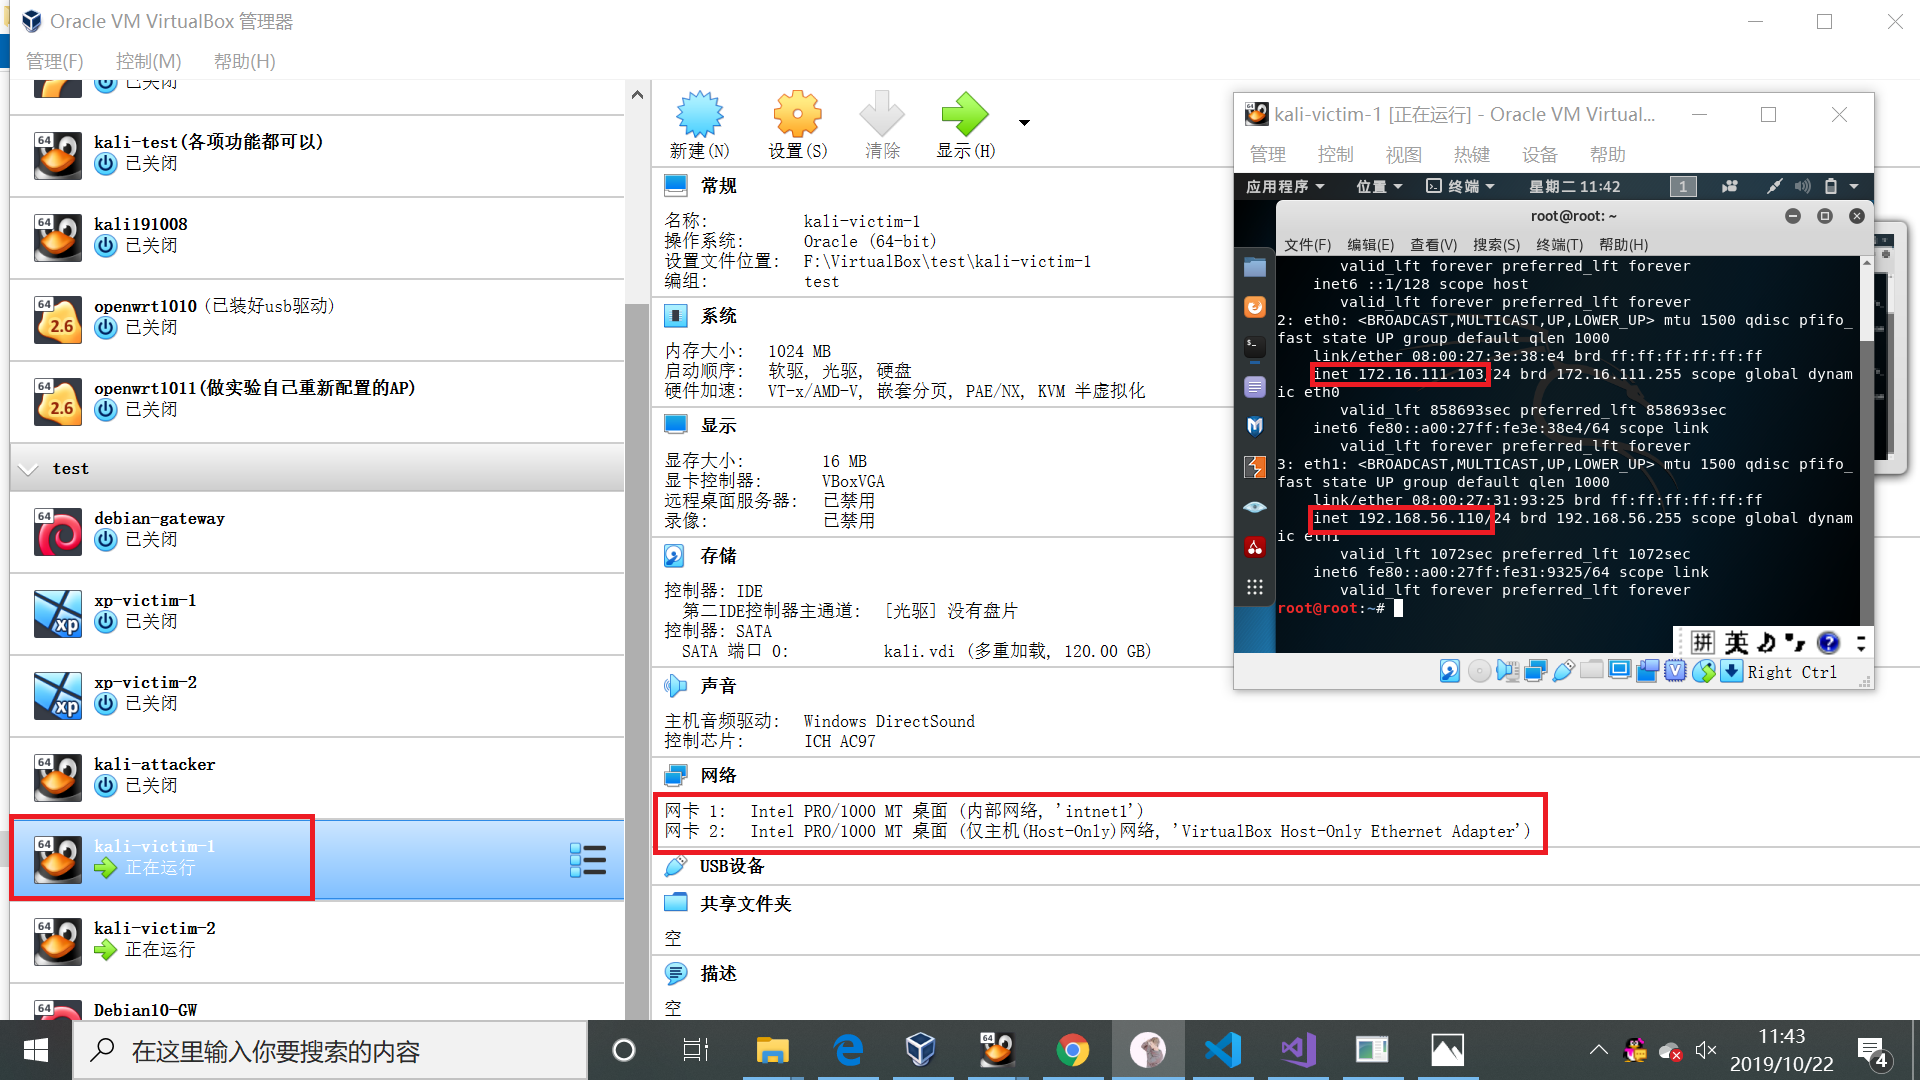 Oracle VM VirtualBox 管理器
管理(F) 控制(M) 帮助(H)
已关闭
kali-test(各项功能都可以)
已关闭
kali191008
已关闭
openwrt1010 (已装好usb驱动)
已关闭
openwrt1011(做实验自己重新配置的AP)
已关闭
test
debian-gateway
已关闭
xp-victim-1
已关闭
xp-victim-2
已关闭
kali-attacker
已关闭
kali-victim-1
正在运行
kali-victim-2
正在运行
Debian10-GW
新建(N) 设置(S) 清除 显示(H)
常规
名称: kali-victim-1
操作系统: Oracle (64-bit)
设置文件位置: F:\VirtualBox\test\kali-victim-1
编组: test
系统
内存大小: 1024 MB
启动顺序: 软驱, 光驱, 硬盘
硬件加速: VT-x/AMD-V, 嵌套分页, PAE/NX, KVM 半虚拟化
显示
显存大小: 16 MB
显卡控制器: VBoxVGA
远程桌面服务器: 已禁用
录像: 已禁用
存储
控制器: IDE
第二IDE控制器主通道: [光驱] 没有盘片
控制器: SATA
SATA 端口 0: kali.vdi (多重加载, 120.00 GB)
声音
主机音频驱动: Windows DirectSound
控制芯片: ICH AC97
网络
网卡 1: Intel PRO/1000 MT 桌面 (内部网络, 'intnet1')
网卡 2: Intel PRO/1000 MT 桌面 (仅主机(Host-Only)网络, 'VirtualBox Host-Only Ethernet Adapter')
USB设备
共享文件夹
空
描述
空
kali-victim-1 [正在运行] - Oracle VM Virtual...
管理 控制 视图 热键 设备 帮助
应用程序 位置 终端 星期二 11:42 1
root@root: ~
文件(F) 编辑(E) 查看(V) 搜索(S) 终端(T) 帮助(H)
valid_lft forever preferred_lft forever
inet6 ::1/128 scope host
valid_lft forever preferred_lft forever
2: eth0: <BROADCAST,MULTICAST,UP,LOWER_UP> mtu 1500 qdisc pfifo_
fast state UP group default qlen 1000
link/ether 08:00:27:3e:38:e4 brd ff:ff:ff:ff:ff:ff
inet 172.16.111.103/24 brd 172.16.111.255 scope global dynam
ic eth0
valid_lft 858693sec preferred_lft 858693sec
inet6 fe80::a00:27ff:fe3e:38e4/64 scope link
valid_lft forever preferred_lft forever
3: eth1: <BROADCAST,MULTICAST,UP,LOWER_UP> mtu 1500 qdisc pfifo_
fast state UP group default qlen 1000
link/ether 08:00:27:31:93:25 brd ff:ff:ff:ff:ff:ff
inet 192.168.56.110/24 brd 192.168.56.255 scope global dynam
ic eth1
valid_lft 1072sec preferred_lft 1072sec
inet6 fe80::a00:27ff:fe31:9325/64 scope link
valid_lft forever preferred_lft forever
root@root:~#
拼 英
Right Ctrl
在这里输入你要搜索的内容
11:43
2019/10/22
4